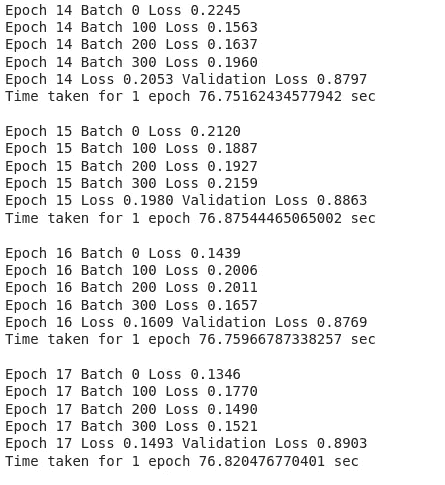 Epoch 14 Batch 0 Loss 0.2245
Epoch 14 Batch 100 Loss 0.1563
Epoch 14 Batch 200 Loss 0.1637
Epoch 14 Batch 300 Loss 0.1960
Epoch 14 Loss 0.2053 Validation Loss 0.8797
Time taken for 1 epoch 76.75162434577942 sec

Epoch 15 Batch 0 Loss 0.2120
Epoch 15 Batch 100 Loss 0.1887
Epoch 15 Batch 200 Loss 0.1927
Epoch 15 Batch 300 Loss 0.2159
Epoch 15 Loss 0.1980 Validation Loss 0.8863
Time taken for 1 epoch 76.87544465065002 sec

Epoch 16 Batch 0 Loss 0.1439
Epoch 16 Batch 100 Loss 0.2006
Epoch 16 Batch 200 Loss 0.2011
Epoch 16 Batch 300 Loss 0.1657
Epoch 16 Loss 0.1609 Validation Loss 0.8769
Time taken for 1 epoch 76.75966787338257 sec

Epoch 17 Batch 0 Loss 0.1346
Epoch 17 Batch 100 Loss 0.1770
Epoch 17 Batch 200 Loss 0.1490
Epoch 17 Batch 300 Loss 0.1521
Epoch 17 Loss 0.1493 Validation Loss 0.8903
Time taken for 1 epoch 76.820476770401 sec